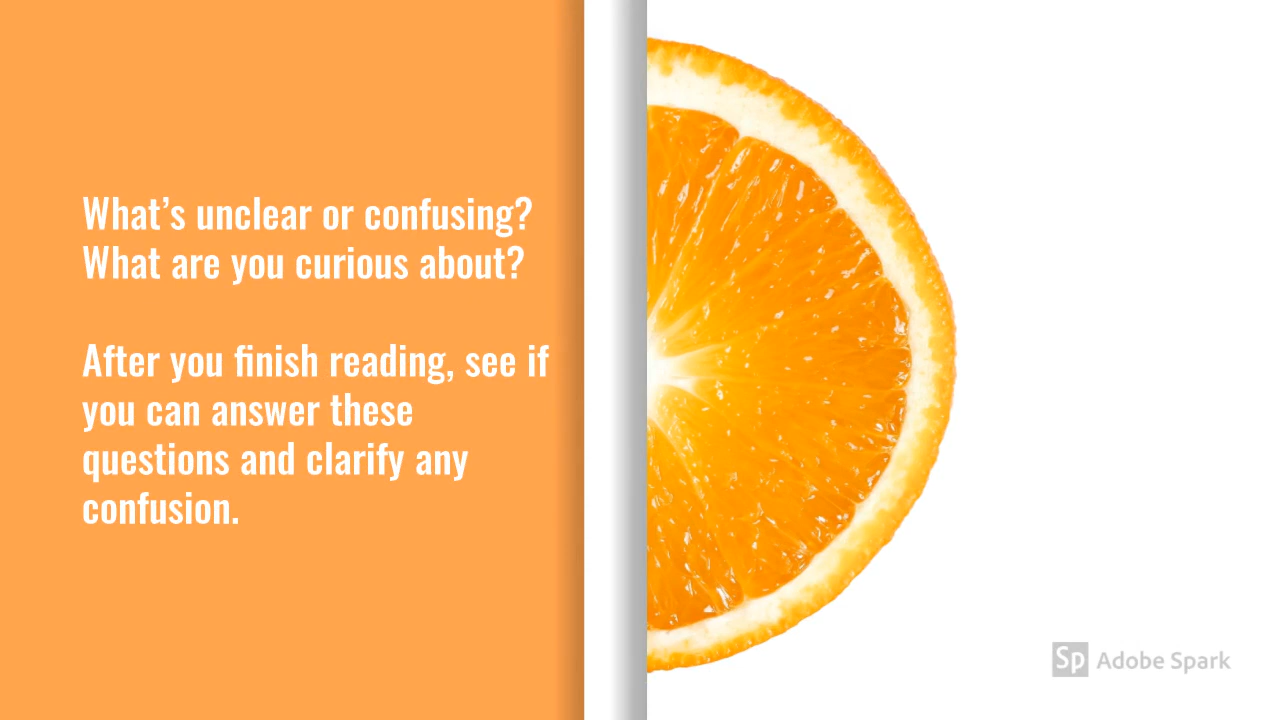 What’s unclear or confusing?
What are you curious about?
After you finish reading, see if
you can answer these
questions and clarify any
confusion.
Sp Adobe Spark